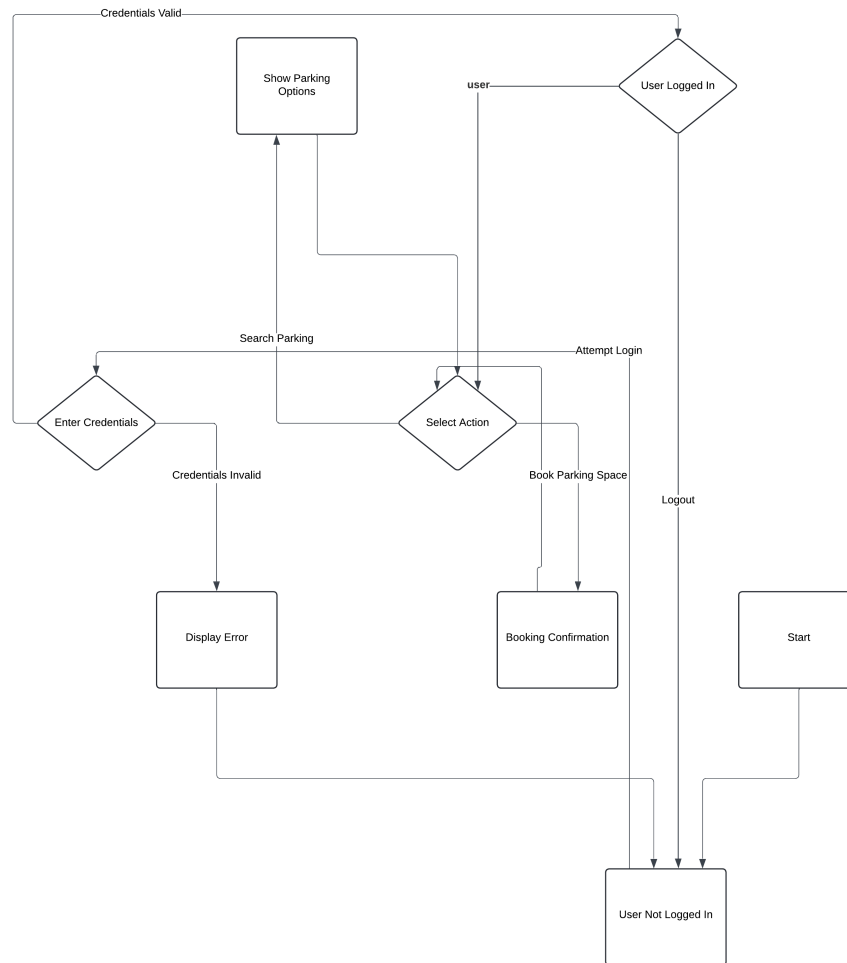 Credentials Valid
Show Parking
Options
user
User Logged In
Search Parking
Attempt Login
Enter Credentials
Select Action
Credentials Invalid
Book Parking Space
Logout
Display Error
Booking Confirmation
Start
User Not Logged In